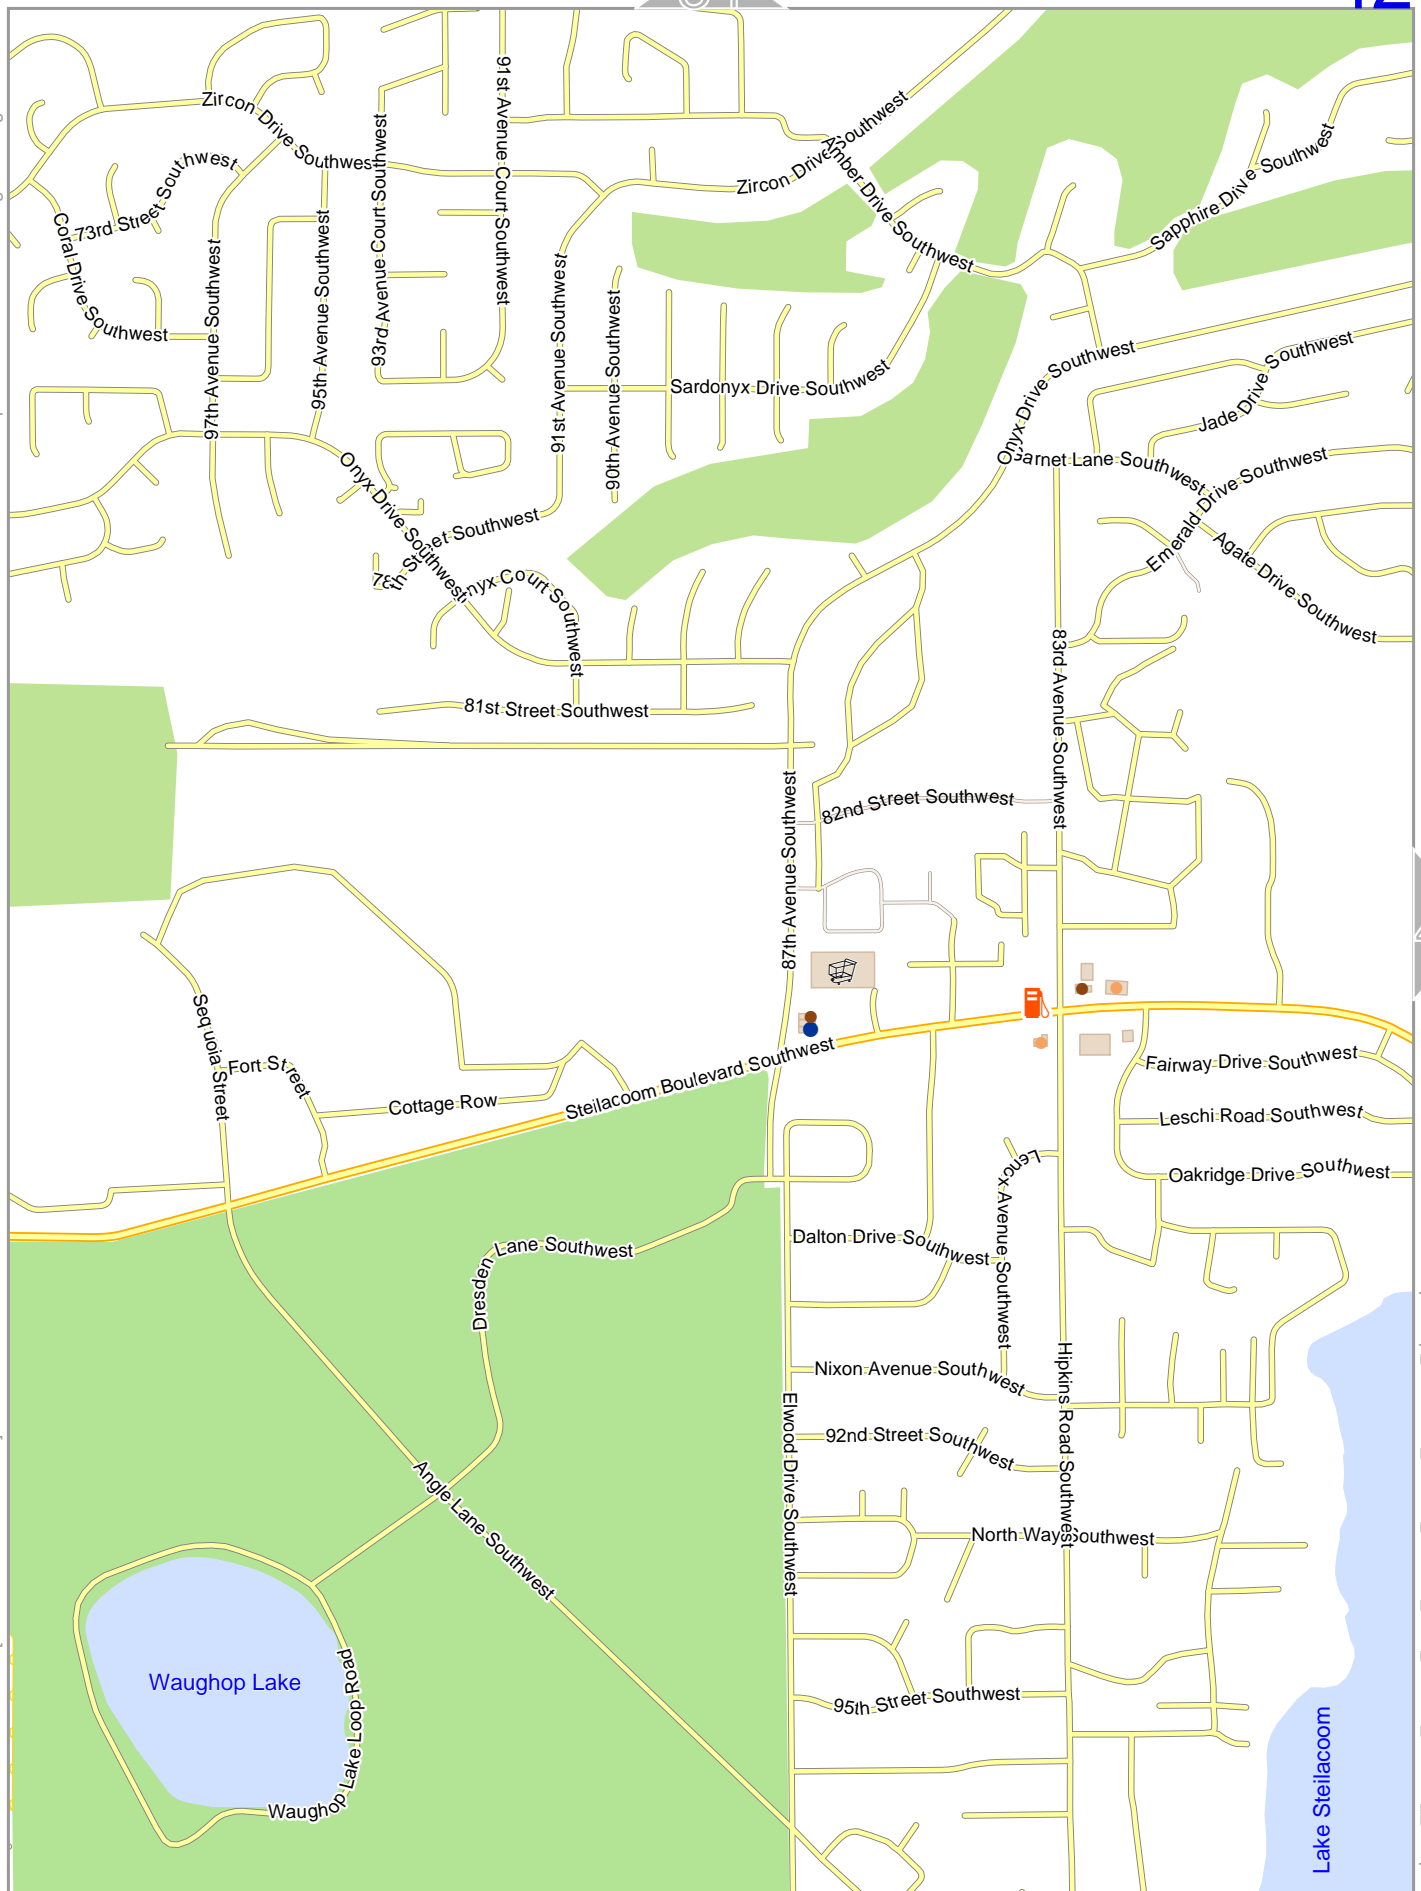 Zircon Drive Southwest
91st Avenue Court Southwest
93rd Avenue Court Southwest
Zircon Drive Southwest
Amber Drive Southwest
Sapphire Drive Southwest
73rd Street Southwest
Coral Drive Southwest
97th Avenue Southwest
95th Avenue Southwest
91st Avenue Southwest
90th Avenue Southwest
Sardonyx Drive Southwest
Onyx Drive Southwest
Jade Drive Southwest
Garnet Lane Southwest
Emerald Drive Southwest
Agate Drive Southwest
Onyx Drive Southwest
78th Street Southwest
Onyx Court Southwest
81st Street Southwest
83rd Avenue Southwest
82nd Street Southwest
87th Avenue Southwest
Sequoia Street
Fort Street
Cottage Row
Steilacoom Boulevard Southwest
Fairway Drive Southwest
Leschi Road Southwest
Oakridge Drive Southwest
Lenox Avenue Southwest
Dalton Drive Southwest
Dresden Lane Southwest
Nixon Avenue Southwest
Hipkins Road Southwest
Elwood Drive Southwest
92nd Street Southwest
Angle Lane Southwest
North Way Southwest
Waughop Lake
Waughop Lake Loop Road
95th Street Southwest
Lake Steilacoom